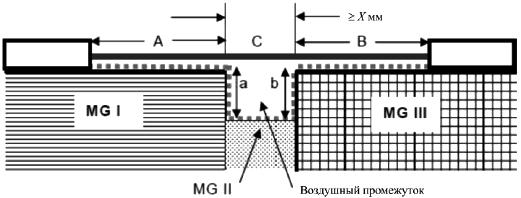 ≥ X мм
A C B
a b
MG I MG III
MG II Воздушный промежуток